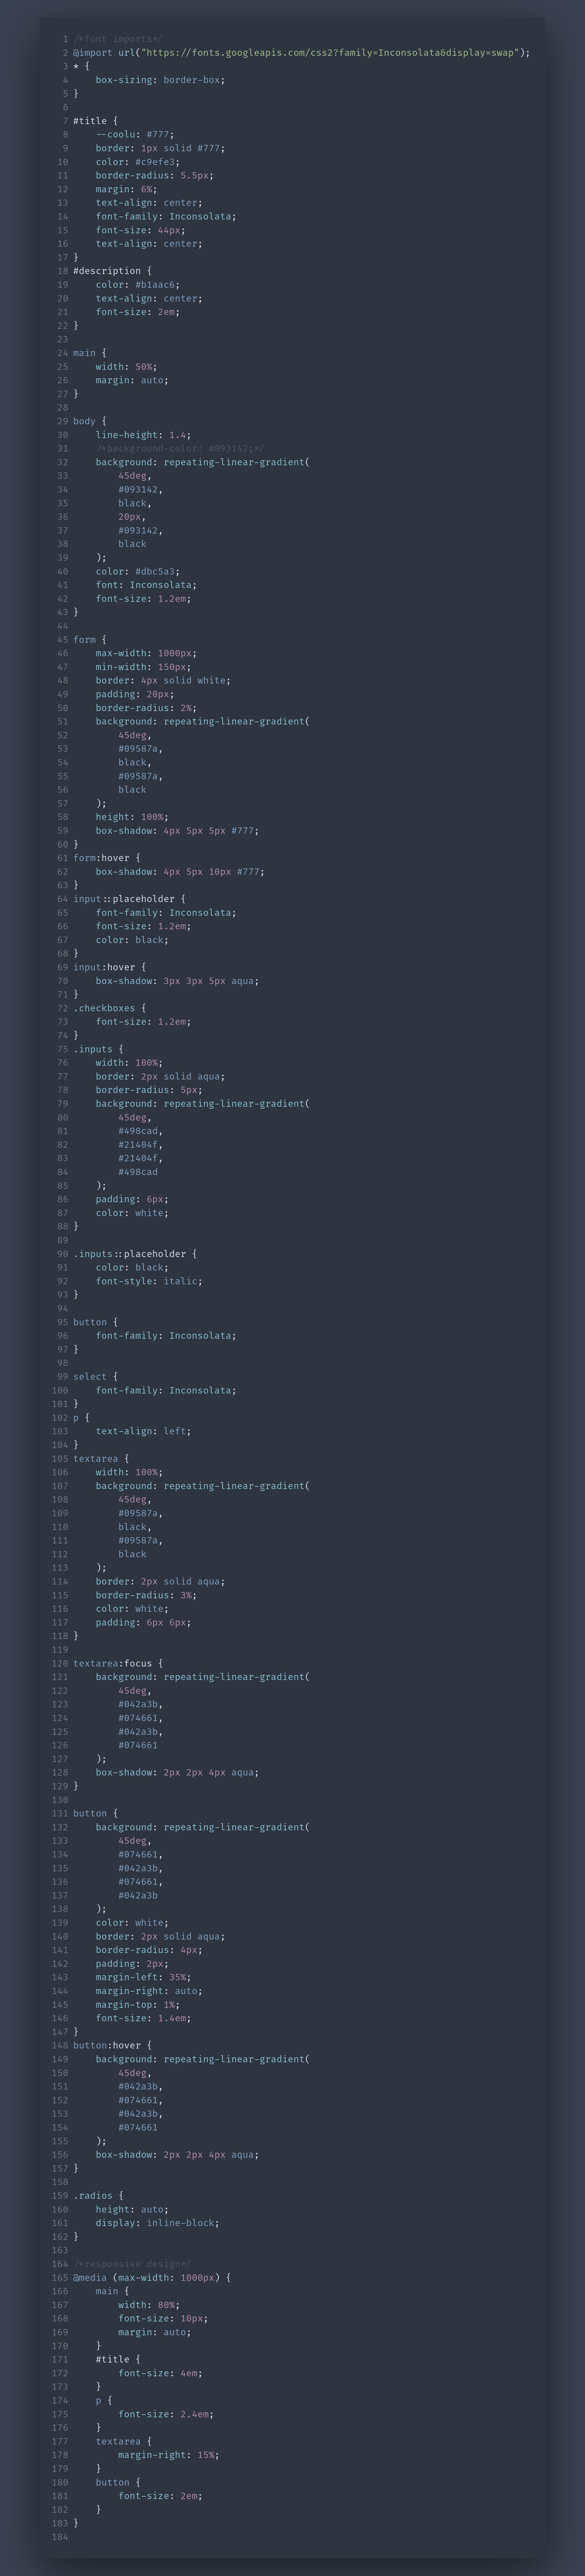 1 /*font imports*/
2 @import url("https://fonts.googleapis.com/css2?family=Inconsolata&display=swap");
3 * {
4     box-sizing: border-box;
5 }
6
7 #title {
8     --coolu: #777;
9     border: 1px solid #777;
10     color: #c9efe3;
11     border-radius: 5.5px;
12     margin: 6%;
13     text-align: center;
14     font-family: Inconsolata;
15     font-size: 44px;
16     text-align: center;
17 }
18 #description {
19     color: #b1aac6;
20     text-align: center;
21     font-size: 2em;
22 }
23
24 main {
25     width: 50%;
26     margin: auto;
27 }
28
29 body {
30     line-height: 1.4;
31     /*background-color: #093142;*/
32     background: repeating-linear-gradient(
33         45deg,
34         #093142,
35         black,
36         20px,
37         #093142,
38         black
39     );
40     color: #dbc5a3;
41     font: Inconsolata;
42     font-size: 1.2em;
43 }
44
45 form {
46     max-width: 1000px;
47     min-width: 150px;
48     border: 4px solid white;
49     padding: 20px;
50     border-radius: 2%;
51     background: repeating-linear-gradient(
52         45deg,
53         #09587a,
54         black,
55         #09587a,
56         black
57     );
58     height: 100%;
59     box-shadow: 4px 5px 5px #777;
60 }
61 form:hover {
62     box-shadow: 4px 5px 10px #777;
63 }
64 input::placeholder {
65     font-family: Inconsolata;
66     font-size: 1.2em;
67     color: black;
68 }
69 input:hover {
70     box-shadow: 3px 3px 5px aqua;
71 }
72 .checkboxes {
73     font-size: 1.2em;
74 }
75 .inputs {
76     width: 100%;
77     border: 2px solid aqua;
78     border-radius: 5px;
79     background: repeating-linear-gradient(
80         45deg,
81         #498cad,
82         #21404f,
83         #21404f,
84         #498cad
85     );
86     padding: 6px;
87     color: white;
88 }
89
90 .inputs::placeholder {
91     color: black;
92     font-style: italic;
93 }
94
95 button {
96     font-family: Inconsolata;
97 }
98
99 select {
100     font-family: Inconsolata;
101 }
102 p {
103     text-align: left;
104 }
105 textarea {
106     width: 100%;
107     background: repeating-linear-gradient(
108         45deg,
109         #09587a,
110         black,
111         #09587a,
112         black
113     );
114     border: 2px solid aqua;
115     border-radius: 3%;
116     color: white;
117     padding: 6px 6px;
118 }
119
120 textarea:focus {
121     background: repeating-linear-gradient(
122         45deg,
123         #042a3b,
124         #074661,
125         #042a3b,
126         #074661
127     );
128     box-shadow: 2px 2px 4px aqua;
129 }
130
131 button {
132     background: repeating-linear-gradient(
133         45deg,
134         #074661,
135         #042a3b,
136         #074661,
137         #042a3b
138     );
139     color: white;
140     border: 2px solid aqua;
141     border-radius: 4px;
142     padding: 2px;
143     margin-left: 35%;
144     margin-right: auto;
145     margin-top: 1%;
146     font-size: 1.4em;
147 }
148 button:hover {
149     background: repeating-linear-gradient(
150         45deg,
151         #042a3b,
152         #074661,
153         #042a3b,
154         #074661
155     );
156     box-shadow: 2px 2px 4px aqua;
157 }
158
159 .radios {
160     height: auto;
161     display: inline-block;
162 }
163
164 /*responsive design*/
165 @media (max-width: 1000px) {
166     main {
167         width: 80%;
168         font-size: 10px;
169         margin: auto;
170     }
171     #title {
172         font-size: 4em;
173     }
174     p {
175         font-size: 2.4em;
176     }
177     textarea {
178         margin-right: 15%;
179     }
180     button {
181         font-size: 2em;
182     }
183 }
184